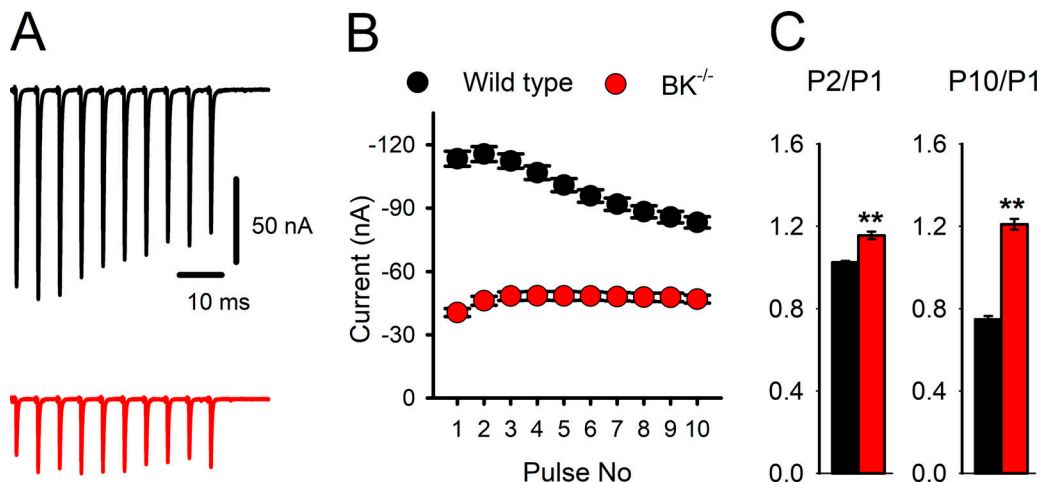 A
50 nA
10 ms
B
Wild type
BK-/-
Current (nA)
-120
-90
-60
-30
0
1 2 3 4 5 6 7 8 9 10
Pulse No
C
P2/P1
P10/P1
1.6
1.2
0.8
0.4
0.0
**
1.6
1.2
0.8
0.4
0.0
**